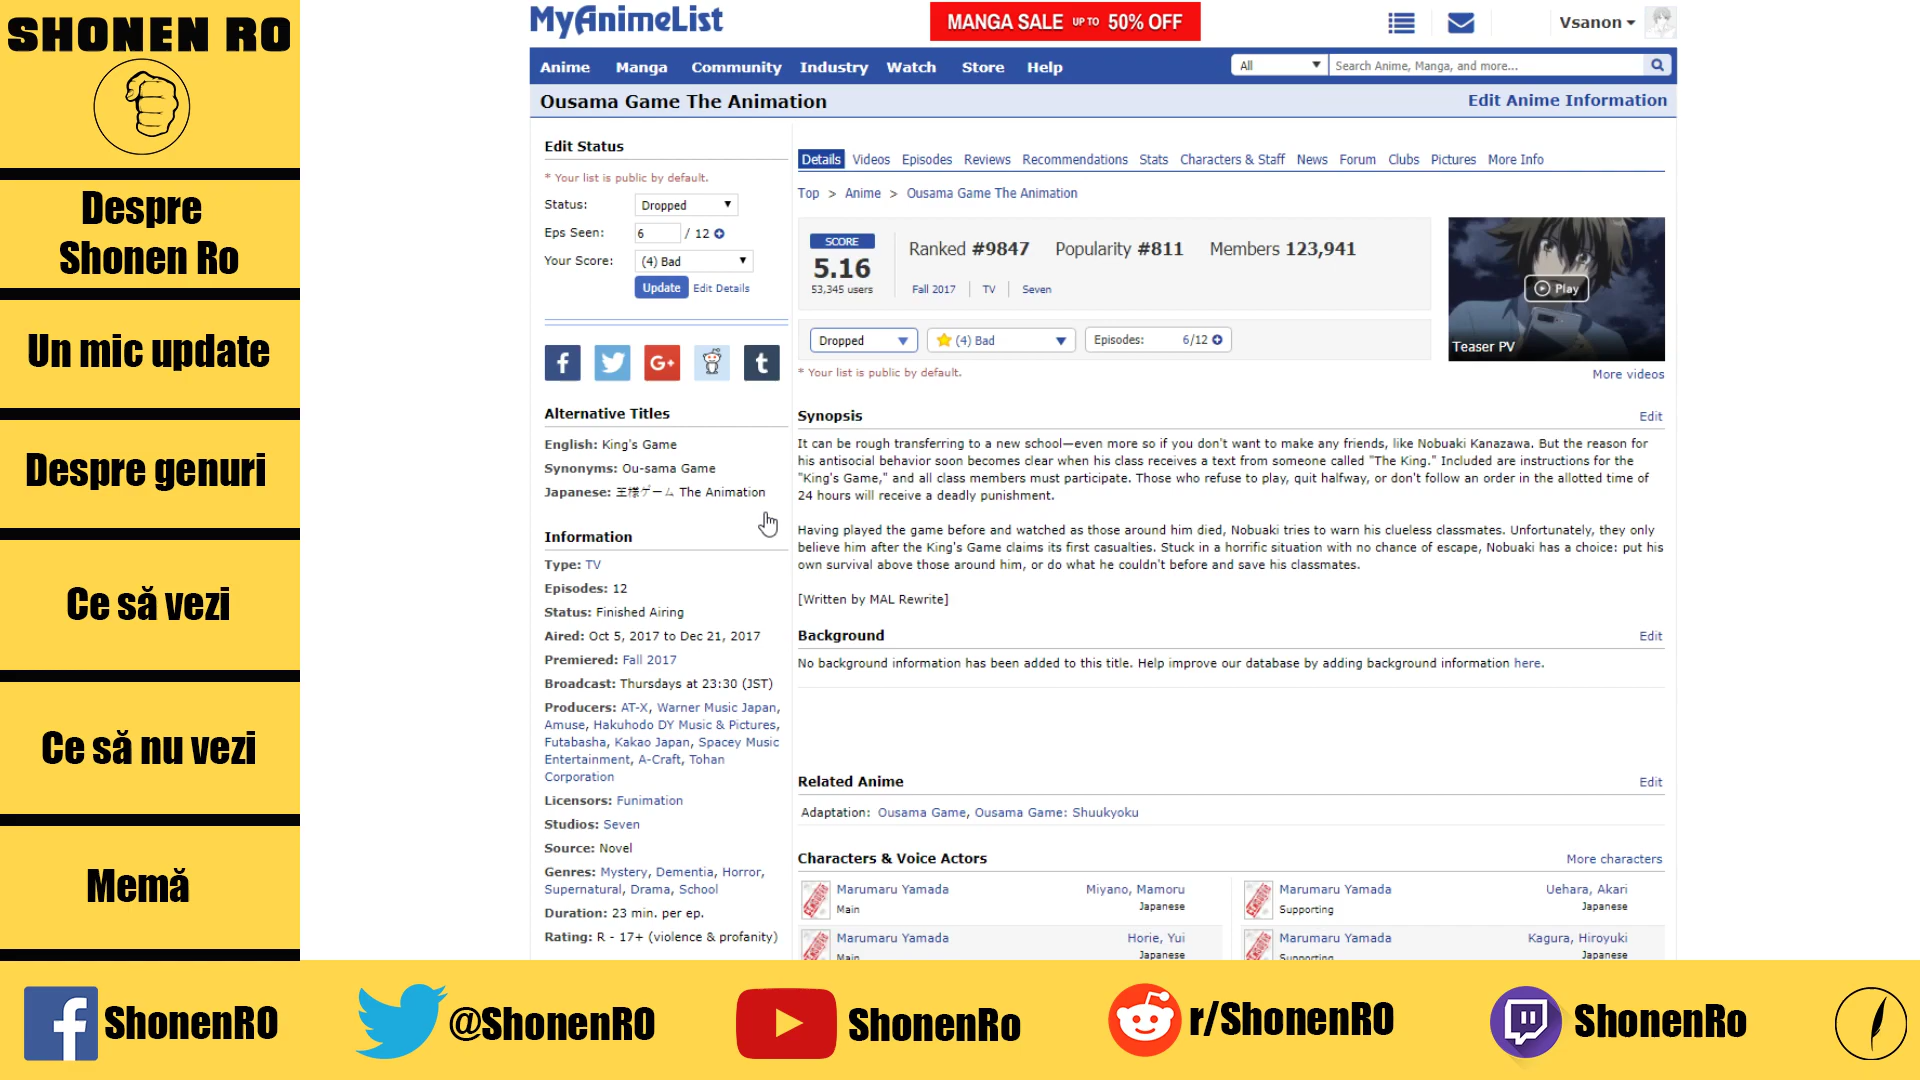 SHONEN RO
Despre
Shonen Ro
Un mic update
Despre genuri
Ce să vezi
Ce să nu vezi
Memă
MyAnimeList
MANGA SALE UP TO 50% OFF
Vsanon
Anime Manga Community Industry Watch Store Help
All
Search Anime, Manga, and more...
Ousama Game The Animation
Edit Anime Information
Edit Status
* Your list is public by default.
Status: Dropped
Eps Seen: 6 / 12
Your Score: (4) Bad
Update Edit Details
Alternative Titles
English: King's Game
Synonyms: Ou-sama Game
Japanese: 王様ゲーム The Animation
Information
Type: TV
Episodes: 12
Status: Finished Airing
Aired: Oct 5, 2017 to Dec 21, 2017
Premiered: Fall 2017
Broadcast: Thursdays at 23:30 (JST)
Producers: AT-X, Warner Music Japan,
Amuse, Hakuhodo DY Music & Pictures,
Futabasha, Kakao Japan, Spacey Music
Entertainment, A-Craft, Tohan
Corporation
Licensors: Funimation
Studios: Seven
Source: Novel
Genres: Mystery, Dementia, Horror,
Supernatural, Drama, School
Duration: 23 min. per ep.
Rating: R - 17+ (violence & profanity)
Details Videos Episodes Reviews Recommendations Stats Characters & Staff News Forum Clubs Pictures More Info
Top > Anime > Ousama Game The Animation
SCORE
5.16
53,345 users
Ranked #9847 Popularity #811 Members 123,941
Fall 2017 TV Seven
Dropped (4) Bad Episodes: 6/12
* Your list is public by default.
Play
Teaser PV
More videos
Synopsis Edit
It can be rough transferring to a new school—even more so if you don't want to make any friends, like Nobuaki Kanazawa. But the reason for
his antisocial behavior soon becomes clear when his class receives a text from someone called "The King." Included are instructions for the
"King's Game," and all class members must participate. Those who refuse to play, quit halfway, or don't follow an order in the allotted time of
24 hours will receive a deadly punishment.
Having played the game before and watched as those around him died, Nobuaki tries to warn his clueless classmates. Unfortunately, they only
believe him after the King's Game claims its first casualties. Stuck in a horrific situation with no chance of escape, Nobuaki has a choice: put his
own survival above those around him, or do what he couldn't before and save his classmates.
[Written by MAL Rewrite]
Background Edit
No background information has been added to this title. Help improve our database by adding background information here.
Related Anime Edit
Adaptation: Ousama Game, Ousama Game: Shuukyoku
Characters & Voice Actors More characters
Marumaru Yamada Miyano, Mamoru
Main Japanese
Marumaru Yamada Uehara, Akari
Supporting Japanese
Marumaru Yamada Horie, Yui
Main Japanese
Marumaru Yamada Kagura, Hiroyuki
Supporting Japanese
ShonenRO
@ShonenRO
ShonenRo
r/ShonenRO
ShonenRo